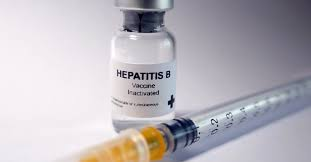 HEPATITIS B
Vaccine
Inactivated